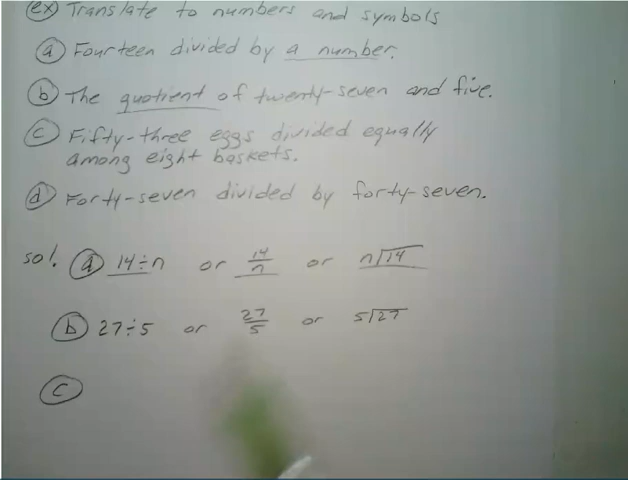 (ex) Translate to numbers and symbols
(a) Fourteen divided by a number.
(b) The quotient of twenty-seven and five.
(c) Fifty-three eggs divided equally
among eight baskets.
(d) Forty-seven divided by forty-seven.
sol. (a) 14÷n or 14/n or n√14
(b) 27÷5 or 27/5 or 5√27
(c)